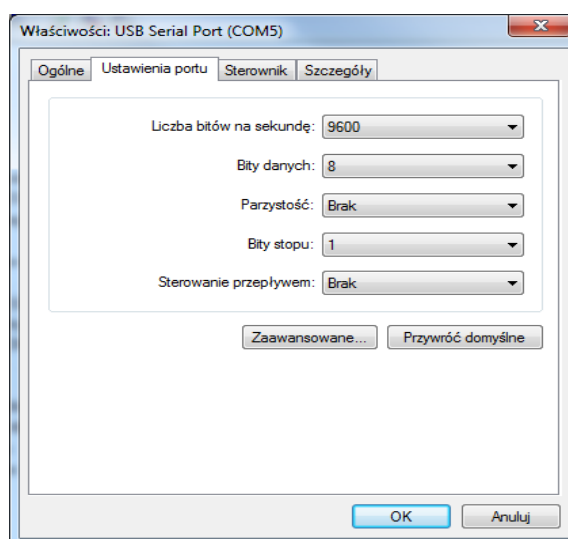 Właściwości: USB Serial Port (COM5)
Ogólne Ustawienia portu Sterownik Szczegóły
Liczba bitów na sekundę: 9600
Bity danych: 8
Parzystość: Brak
Bity stopu: 1
Sterowanie przepływem: Brak
Zaawansowane... Przywróć domyślne
OK Anuluj